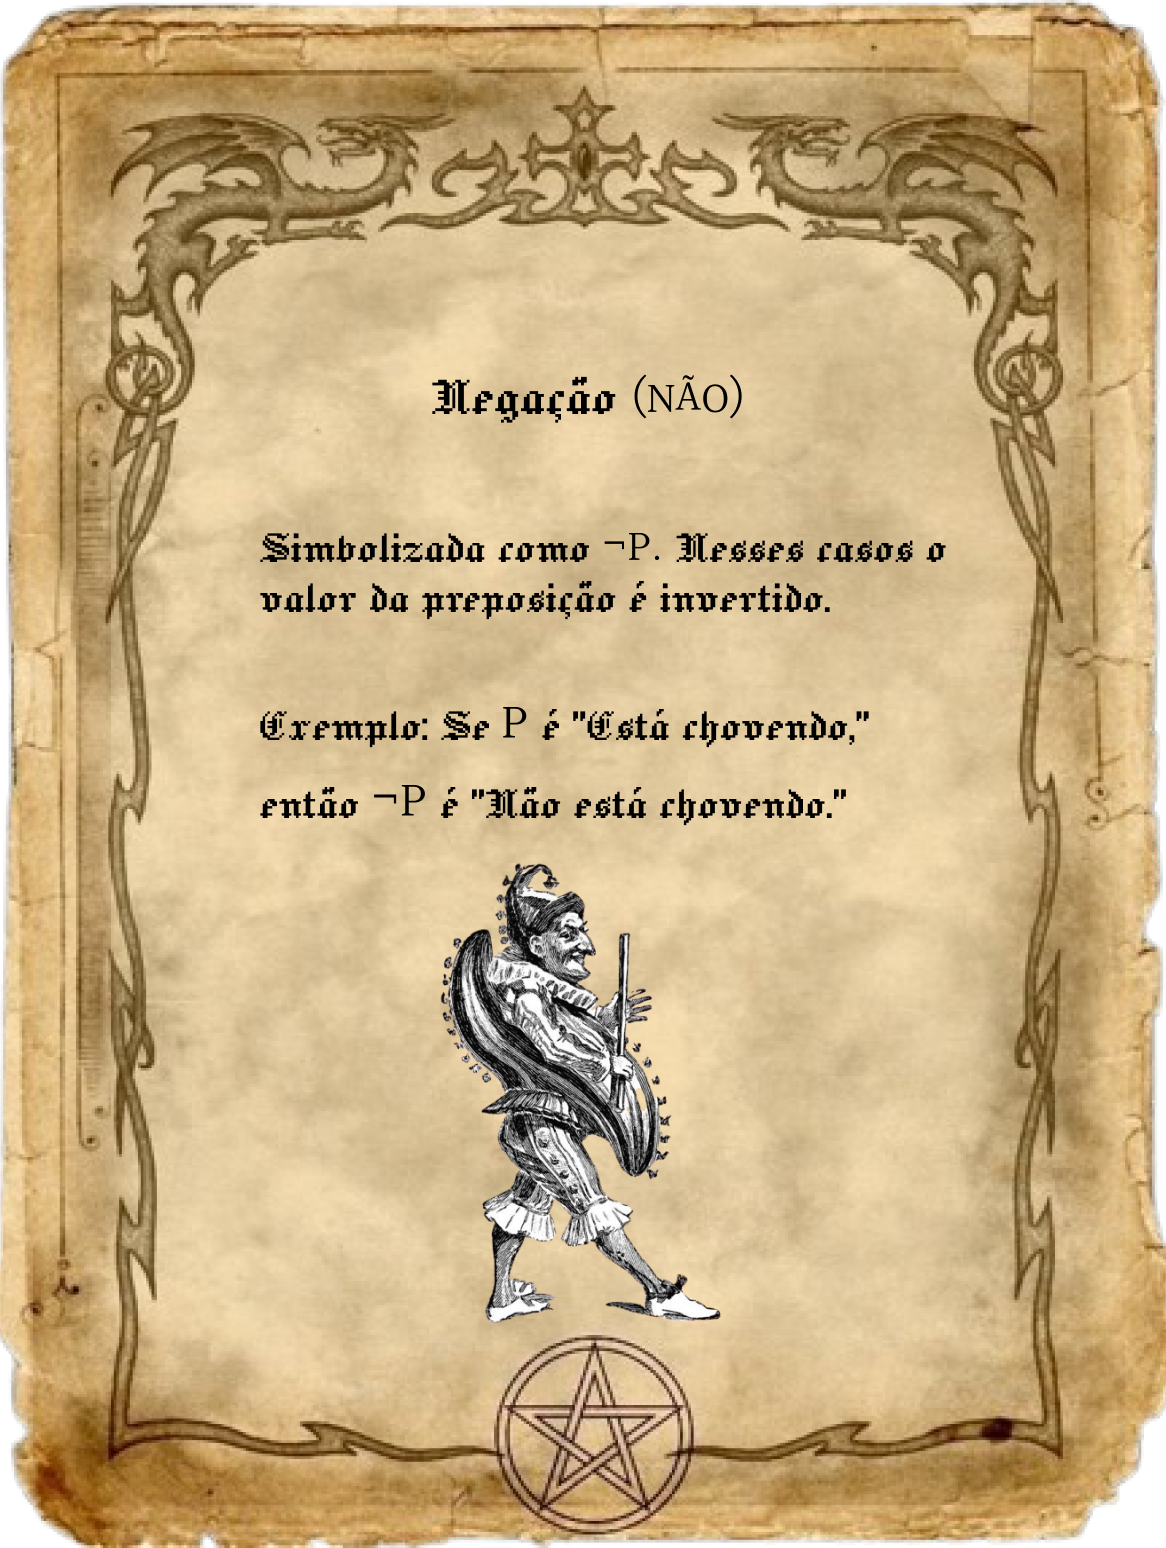 Negação (NÃO)
Simbolizada como ¬P. Nesses casos o
valor da preposição é invertido.
Exemplo: Se P é "Está chovendo,"
então ¬P é "Não está chovendo."